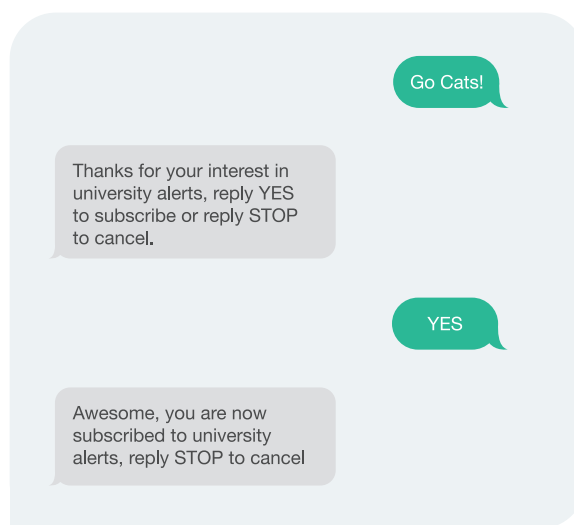 Go Cats!
Thanks for your interest in
university alerts, reply YES
to subscribe or reply STOP
to cancel.
YES
Awesome, you are now
subscribed to university
alerts, reply STOP to cancel